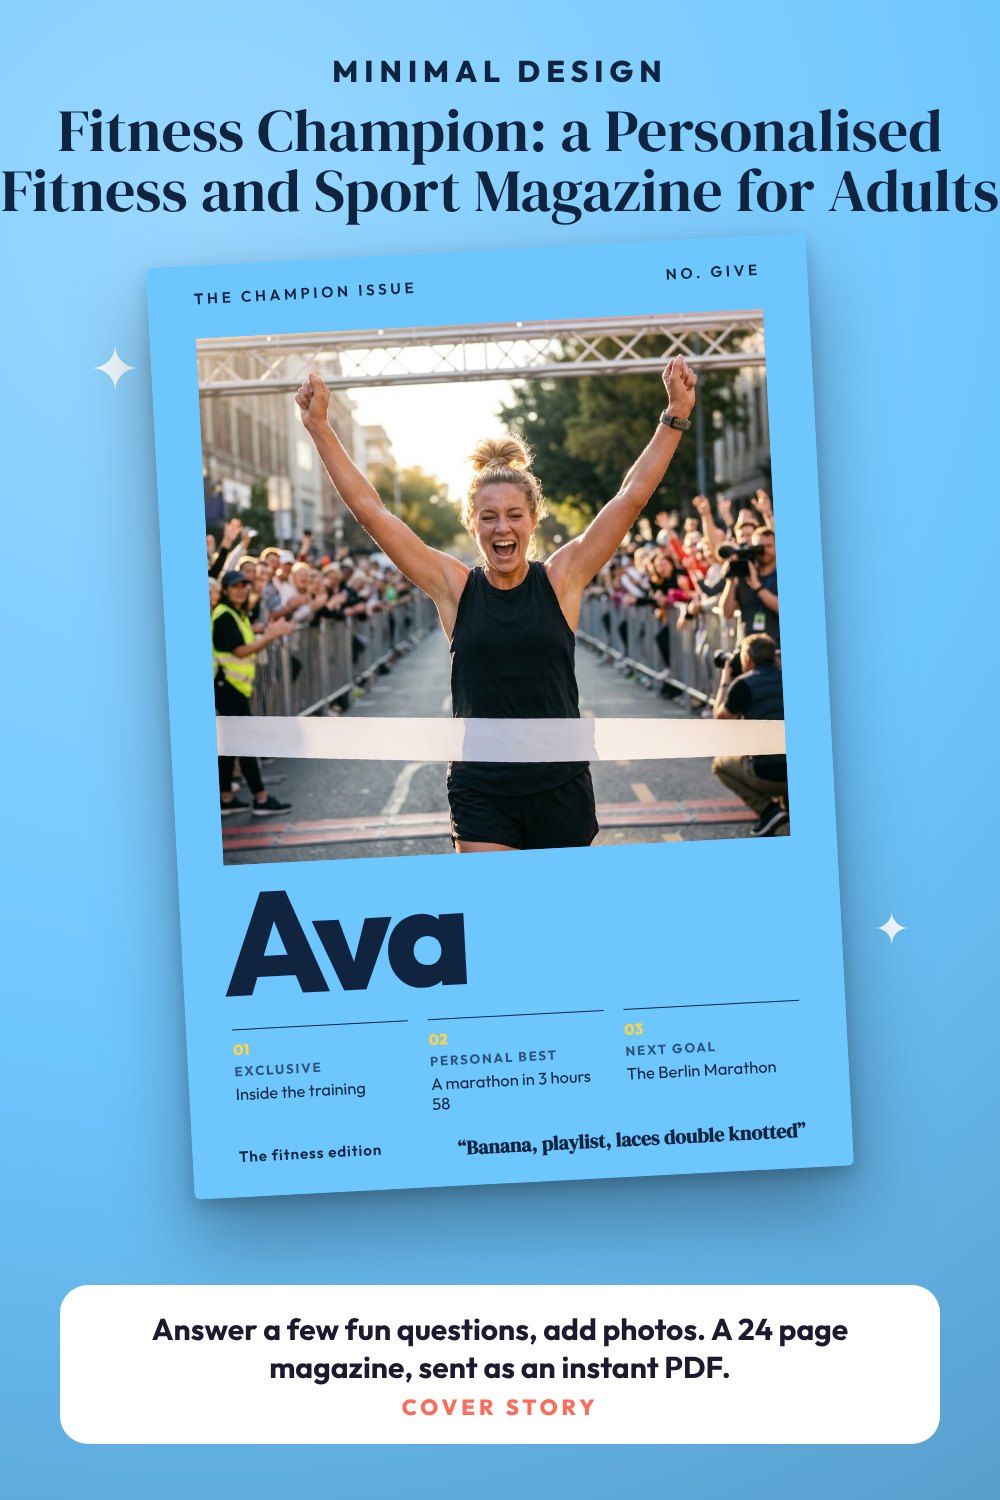 MINIMAL DESIGN
Fitness Champion: a Personalised
Fitness and Sport Magazine for Adults
THE CHAMPION ISSUE
NO. GIVE
Ava
01
EXCLUSIVE
Inside the training
02
PERSONAL BEST
A marathon in 3 hours
58
03
NEXT GOAL
The Berlin Marathon
The fitness edition
“Banana, playlist, laces double knotted”
Answer a few fun questions, add photos. A 24 page
magazine, sent as an instant PDF.
COVER STORY